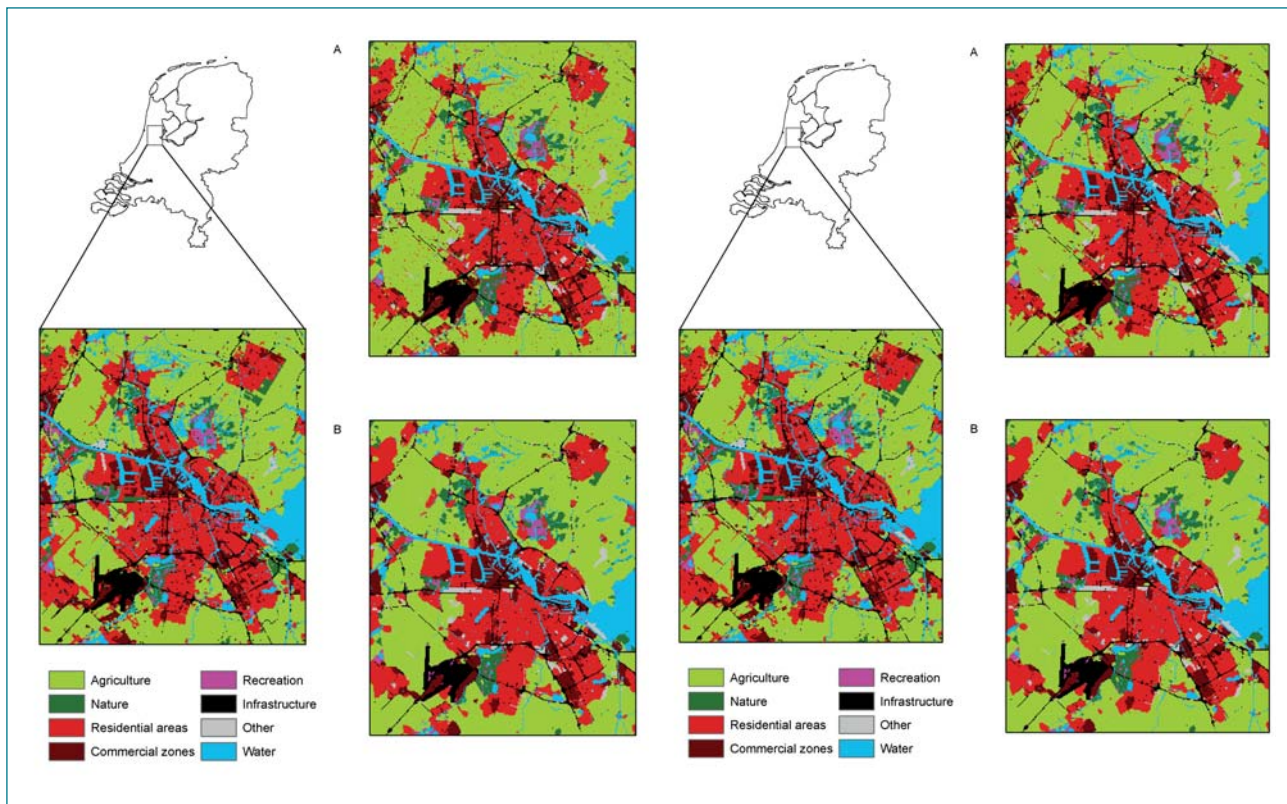 A
B
Agriculture
Nature
Residential areas
Commercial zones
Recreation
Infrastructure
Other
Water
A
B
Agriculture
Nature
Residential areas
Commercial zones
Recreation
Infrastructure
Other
Water